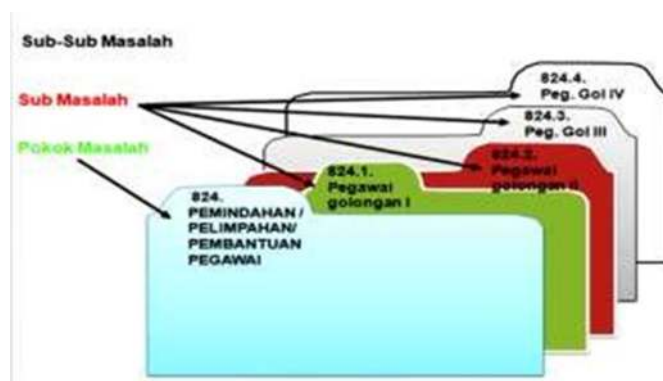 Sub-Sub Masalah
Sub Masalah
Pokok Masalah
824.4.
Peg. Gol IV
824.3.
Peg. Gol III
824.2.
Pegawai
golongan II
824.1.
Pegawai
golongan I
824.
PEMINDAHAN /
PELIMPAHAN/
PEMBANTUAN
PEGAWAI